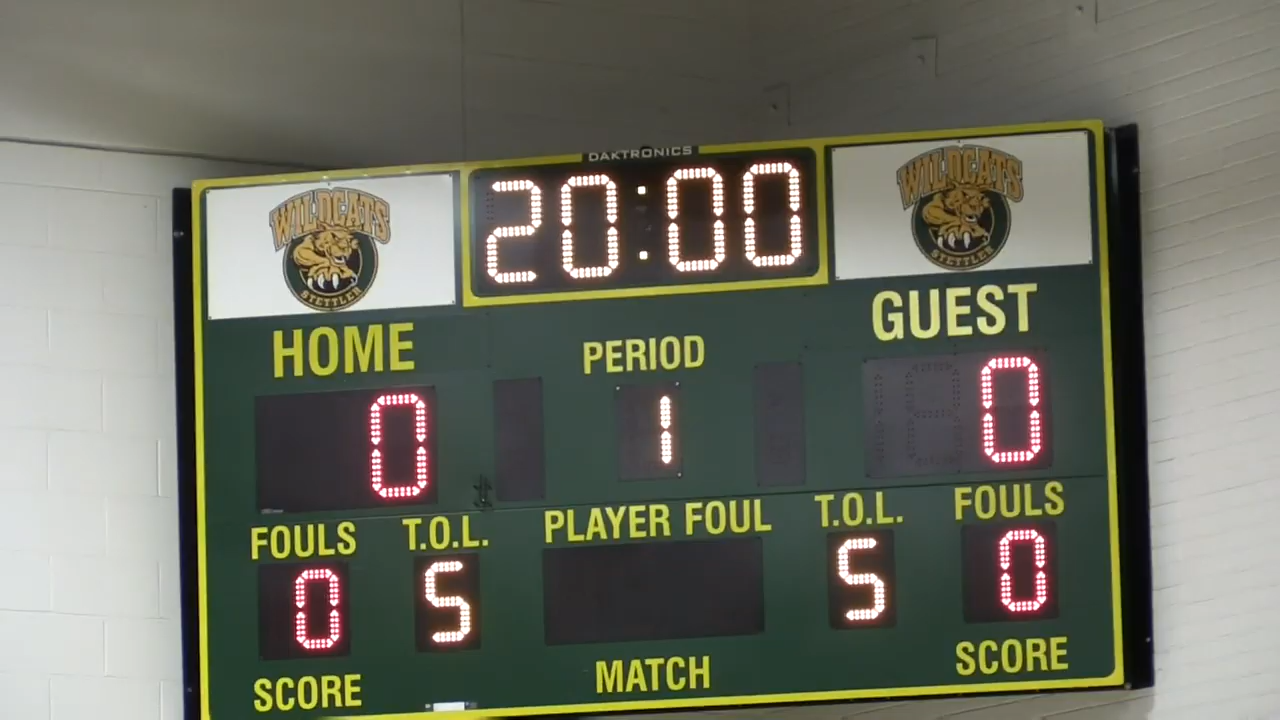 DAKTRONICS
WILDCATS
STETTLER
20:00
WILDCATS
STETTLER
HOME
PERIOD
GUEST
0
1
0
FOULS
T.O.L.
PLAYER FOUL
T.O.L.
FOULS
0
5
5
0
SCORE
MATCH
SCORE